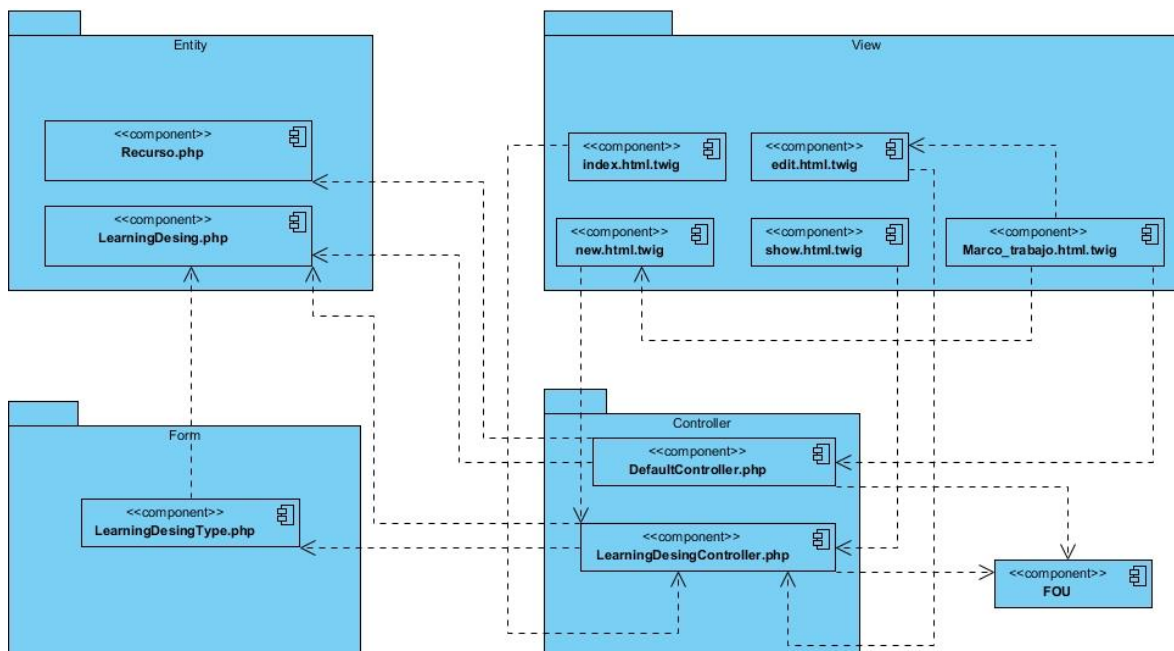 Entity
<<component>>
Recurso.php
<<component>>
LearningDesing.php
View
<<component>>
index.html.twig
<<component>>
edit.html.twig
<<component>>
new.html.twig
<<component>>
show.html.twig
<<component>>
Marco_trabajo.html.twig
Form
<<component>>
LearningDesingType.php
Controller
<<component>>
DefaultController.php
<<component>>
LearningDesingController.php
<<component>>
FOU